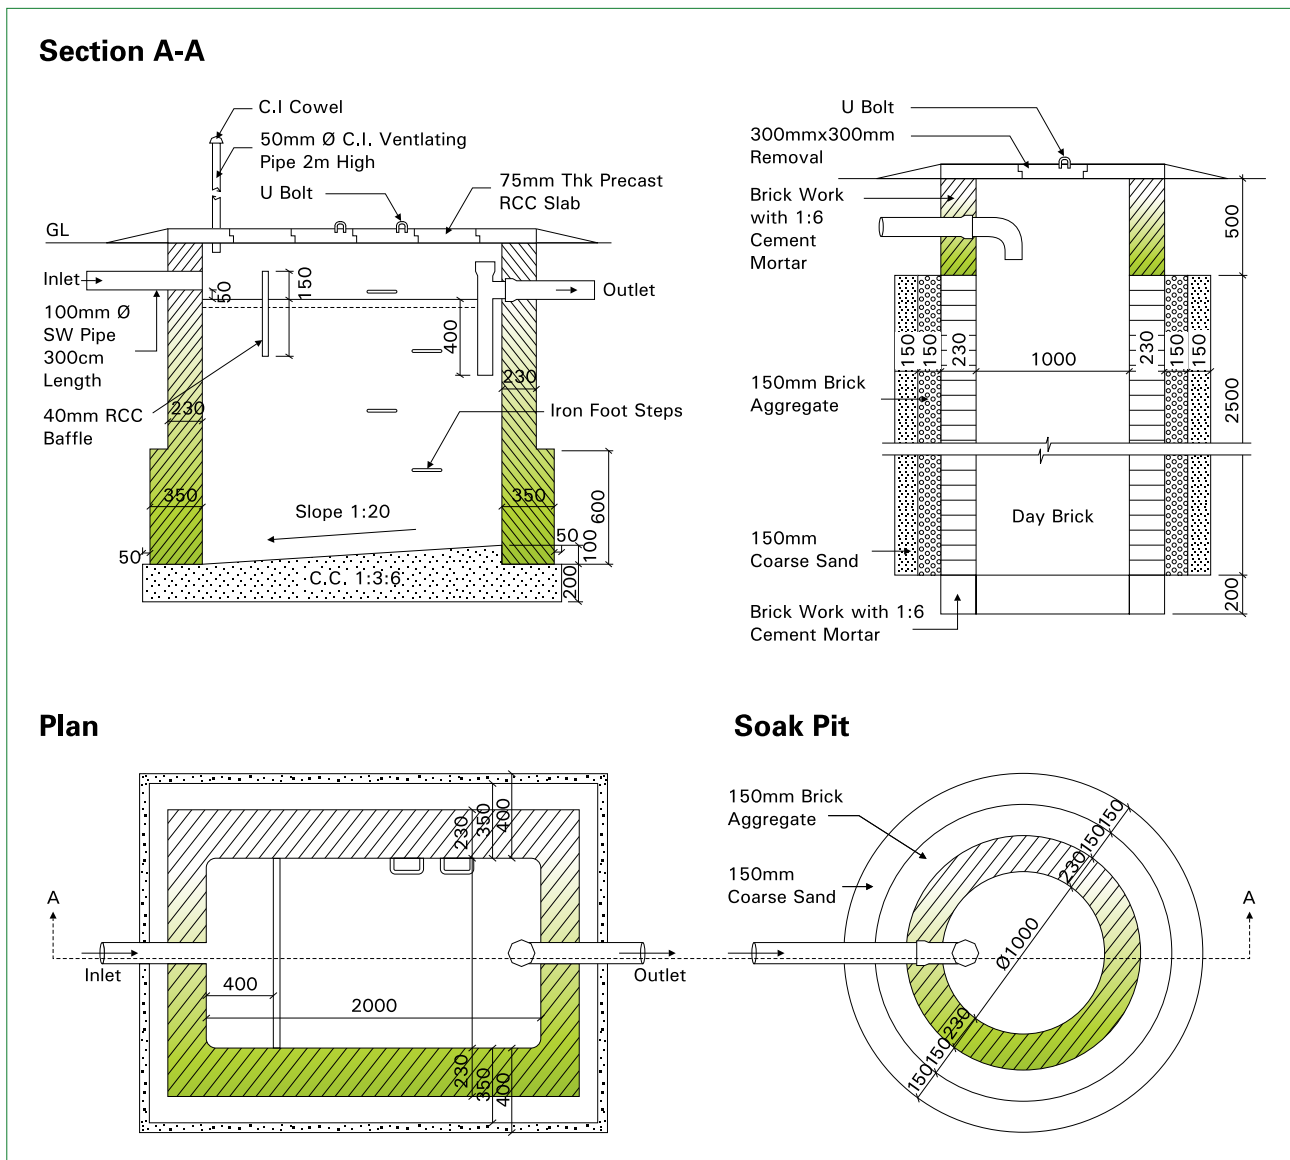 Section A-A
C.I Cowel
50mm Ø C.I. Ventlating
Pipe 2m High
U Bolt
75mm Thk Precast
RCC Slab
GL
Inlet
50
150
400
Outlet
100mm Ø
SW Pipe
300cm
Length
40mm RCC
Baffle
230
230
Iron Foot Steps
350
350
600
Slope 1:20
50
50
100
C.C. 1:3:6
200
U Bolt
300mmx300mm
Removal
Brick Work
with 1:6
Cement
Mortar
500
150
150
230
1000
230
150
150
150mm Brick
Aggregate
2500
Day Brick
150mm
Coarse Sand
Brick Work with 1:6
Cement Mortar
200
Plan
230
350
400
A
Inlet
400
2000
Outlet
230
350
400
Soak Pit
150mm Brick
Aggregate
150mm
Coarse Sand
150
150
230
Ø1000
230
150
150
A